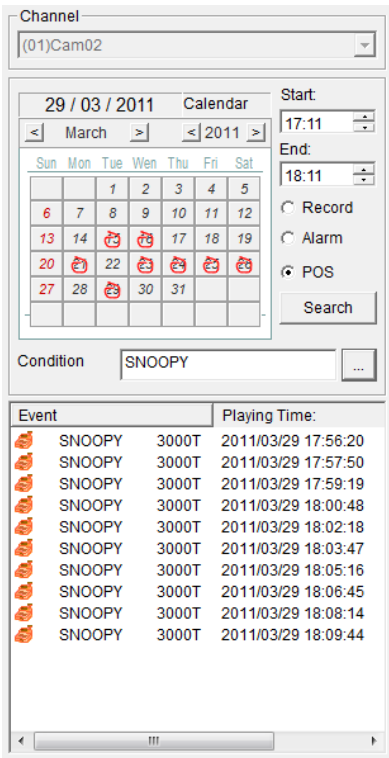 Channel
(01)Cam02
29 / 03 / 2011 Calendar
< March > < 2011 >
Sun Mon Tue Wen Thu Fri Sat
1 2 3 4 5
6 7 8 9 10 11 12
13 14 15 16 17 18 19
20 21 22 23 24 25 26
27 28 29 30 31
Start:
17:11
End:
18:11
Record
Alarm
POS
Search
Condition SNOOPY ...
Event Playing Time:
SNOOPY 3000T 2011/03/29 17:56:20
SNOOPY 3000T 2011/03/29 17:57:50
SNOOPY 3000T 2011/03/29 17:59:19
SNOOPY 3000T 2011/03/29 18:00:48
SNOOPY 3000T 2011/03/29 18:02:18
SNOOPY 3000T 2011/03/29 18:03:47
SNOOPY 3000T 2011/03/29 18:05:16
SNOOPY 3000T 2011/03/29 18:06:45
SNOOPY 3000T 2011/03/29 18:08:14
SNOOPY 3000T 2011/03/29 18:09:44